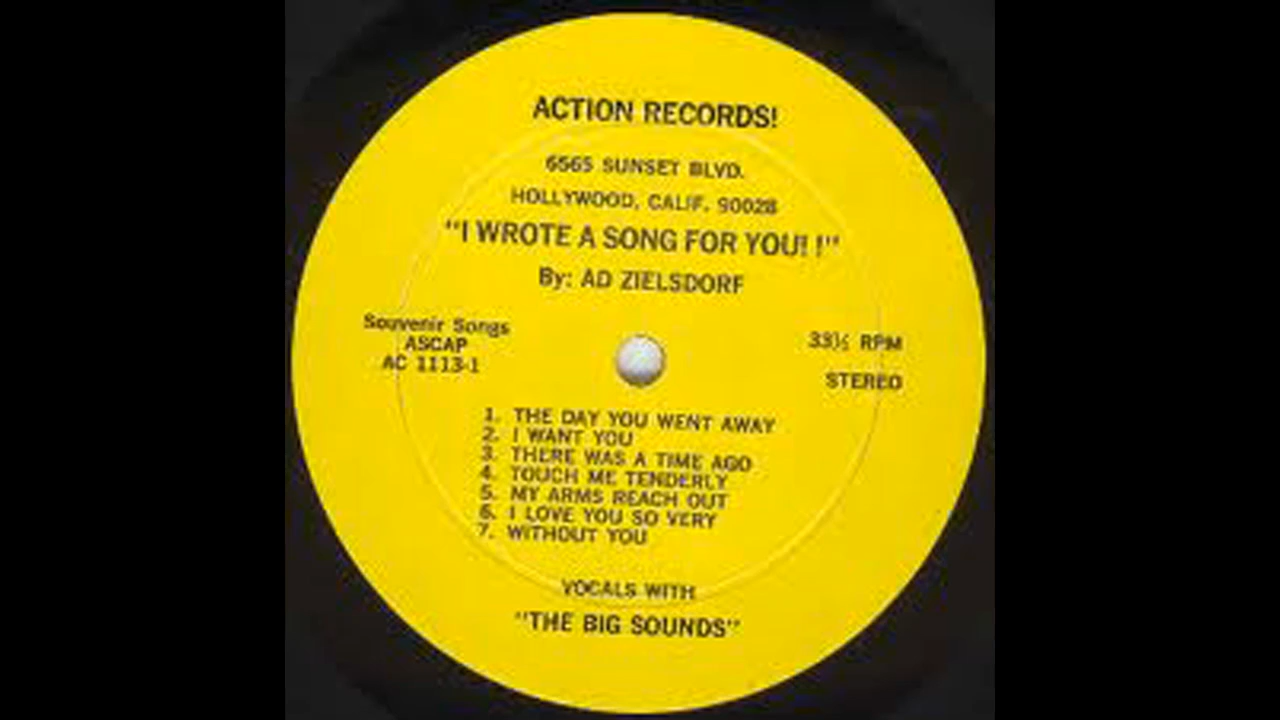 ACTION RECORDS!
6565 SUNSET BLVD.
HOLLYWOOD, CALIF. 90028
"I WROTE A SONG FOR YOU! !"
By: AD ZIELSDORF
Souvenir Songs
ASCAP
AC 1113-1
33⅓ RPM
STEREO
1. THE DAY YOU WENT AWAY
2. I WANT YOU
3. THERE WAS A TIME AGO
4. TOUCH ME TENDERLY
5. MY ARMS REACH OUT
6. I LOVE YOU SO VERY
7. WITHOUT YOU
VOCALS WITH
"THE BIG SOUNDS"